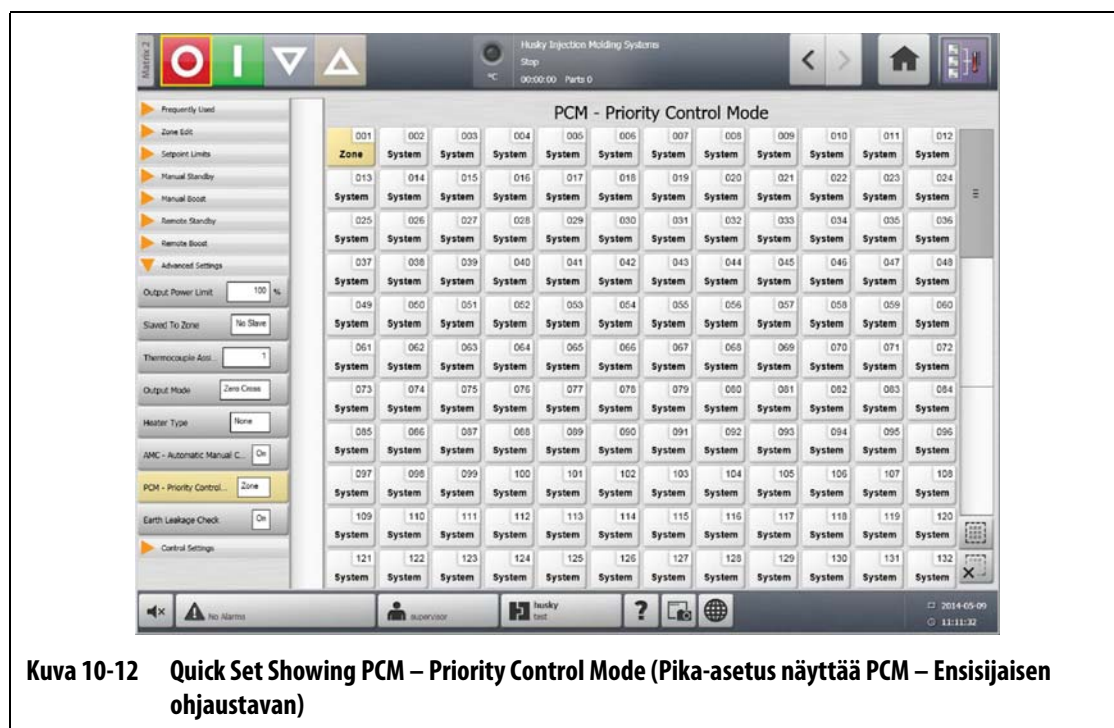 Matrix 2
Husky Injection Molding Systems
Stop
°C 00:00:00 Parts 0
Frequently Used
Zone Edit
Setpoint Limits
Manual Standby
Manual Boost
Remote Standby
Remote Boost
Advanced Settings
Output Power Limit 100 %
Slaved To Zone No Slave
Thermocouple Assi... 1
Output Mode Zero Cross
Heater Type None
AMC - Automatic Manual C... On
PCM - Priority Control... Zone
Earth Leakage Check On
Control Settings
PCM - Priority Control Mode
001 002 003 004 005 006 007 008 009 010 011 012
Zone System System System System System System System System System System System
013 014 015 016 017 018 019 020 021 022 023 024
System System System System System System System System System System System System
025 026 027 028 029 030 031 032 033 034 035 036
System System System System System System System System System System System System
037 038 039 040 041 042 043 044 045 046 047 048
System System System System System System System System System System System System
049 050 051 052 053 054 055 056 057 058 059 060
System System System System System System System System System System System System
061 062 063 064 065 066 067 068 069 070 071 072
System System System System System System System System System System System System
073 074 075 076 077 078 079 080 081 082 083 084
System System System System System System System System System System System System
085 086 087 088 089 090 091 092 093 094 095 096
System System System System System System System System System System System System
097 098 099 100 101 102 103 104 105 106 107 108
System System System System System System System System System System System System
109 110 111 112 113 114 115 116 117 118 119 120
System System System System System System System System System System System System
121 122 123 124 125 126 127 128 129 130 131 132
System System System System System System System System System System System System
No Alarms
supervisor
husky
test
?
2014-05-09
11:11:32
Kuva 10-12 Quick Set Showing PCM – Priority Control Mode (Pika-asetus näyttää PCM – Ensisijaisen
ohjaustavan)